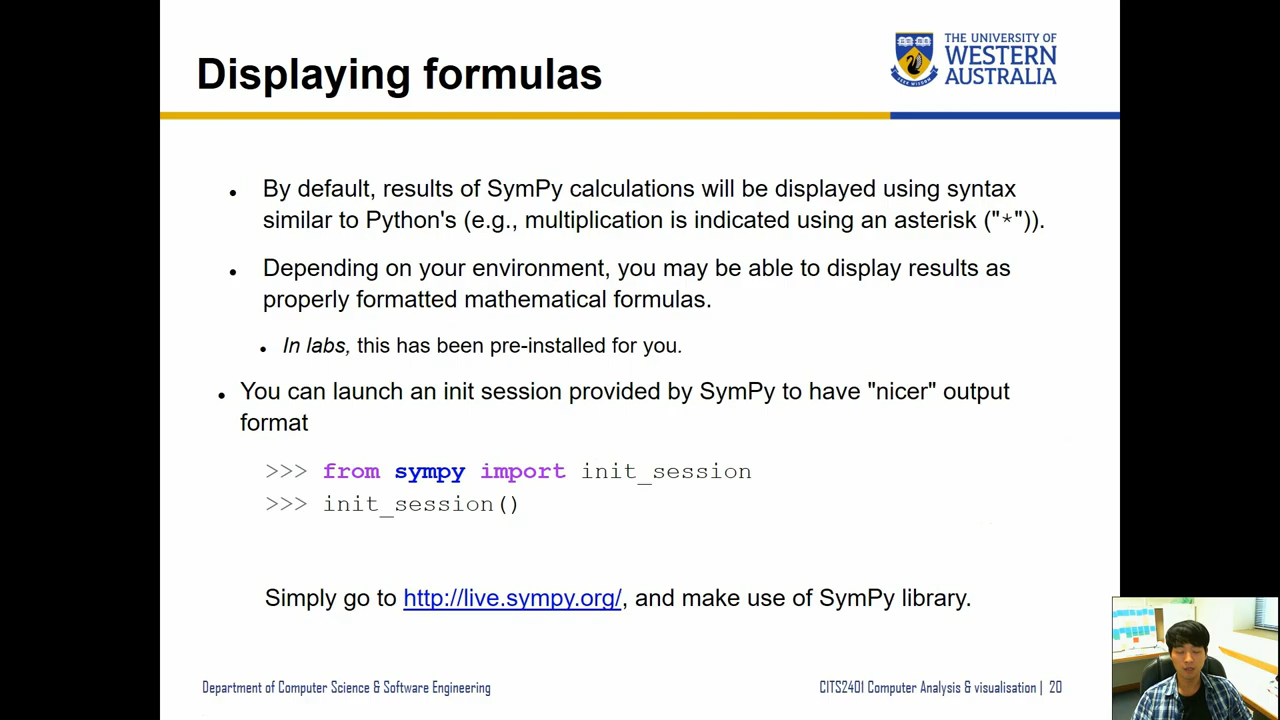 Displaying formulas
THE UNIVERSITY OF
WESTERN
AUSTRALIA
By default, results of SymPy calculations will be displayed using syntax
similar to Python's (e.g., multiplication is indicated using an asterisk ("*")).
Depending on your environment, you may be able to display results as
properly formatted mathematical formulas.
In labs, this has been pre-installed for you.
You can launch an init session provided by SymPy to have "nicer" output
format
>>> from sympy import init_session
>>> init_session()
Simply go to http://live.sympy.org/, and make use of SymPy library.
Department of Computer Science & Software Engineering
CITS2401 Computer Analysis & visualisation | 20